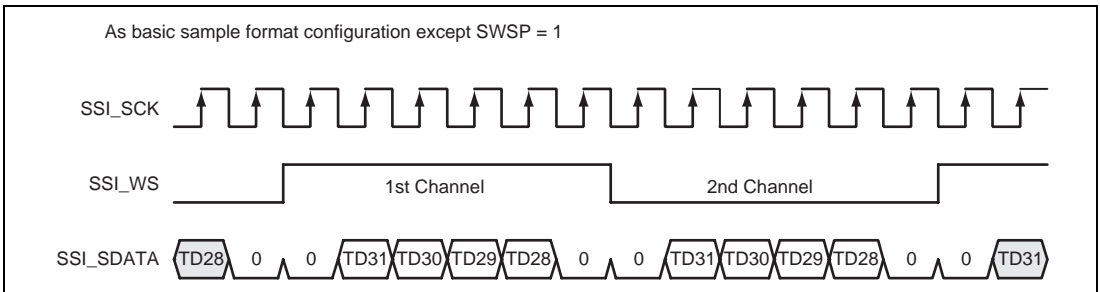 As basic sample format configuration except SWSP = 1
SSI_SCK
SSI_WS 1st Channel 2nd Channel
SSI_SDATA TD28 0 0 TD31 TD30 TD29 TD28 0 0 TD31 TD30 TD29 TD28 0 0 TD31